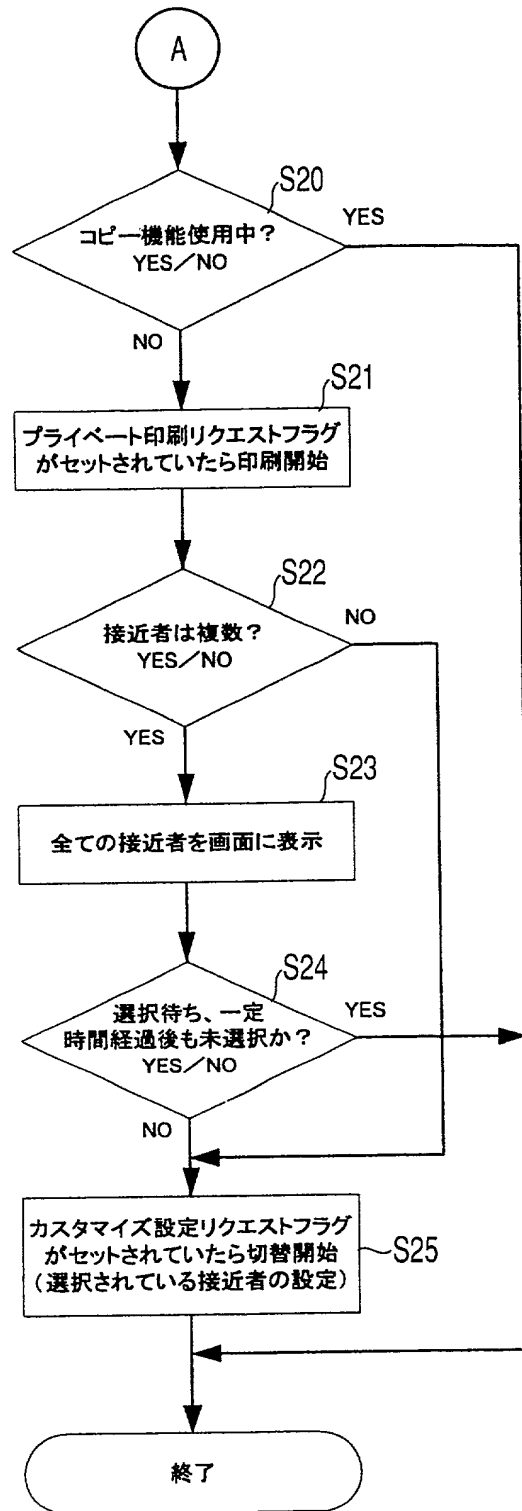 A
S20
コピー機能使用中?
YES/NO
YES
NO
S21
プライベート印刷リクエストフラグ
がセットされていたら印刷開始
S22
接近者は複数?
YES/NO
NO
YES
S23
全ての接近者を画面に表示
S24
選択待ち、一定
時間経過後も未選択か?
YES/NO
YES
NO
カスタマイズ設定リクエストフラグ
がセットされていたら切替開始
(選択されている接近者の設定)
S25
終了